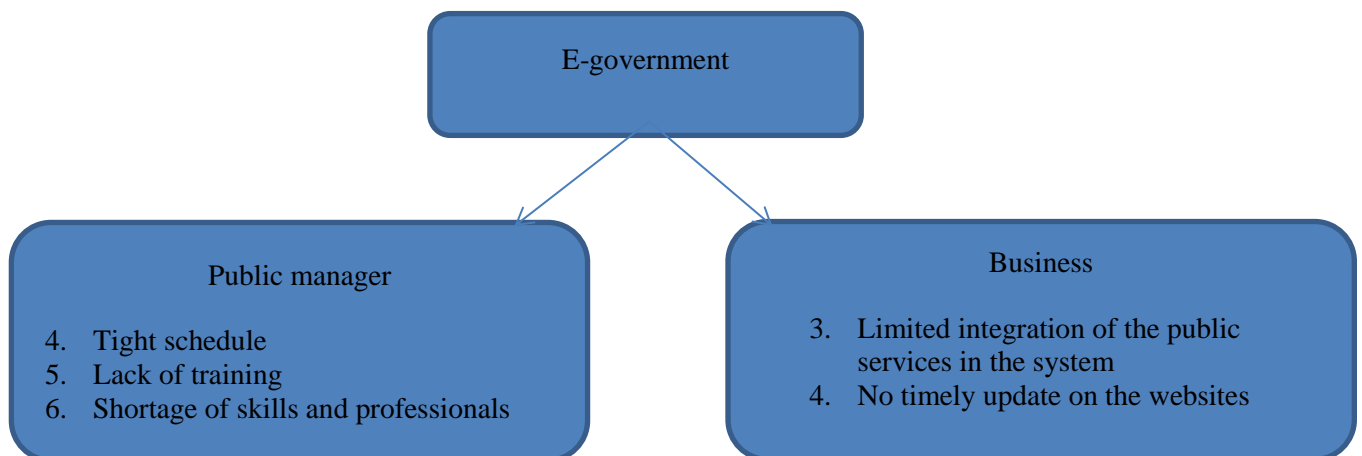 E-government
Public manager
4. Tight schedule
5. Lack of training
6. Shortage of skills and professionals
Business
3. Limited integration of the public
services in the system
4. No timely update on the websites